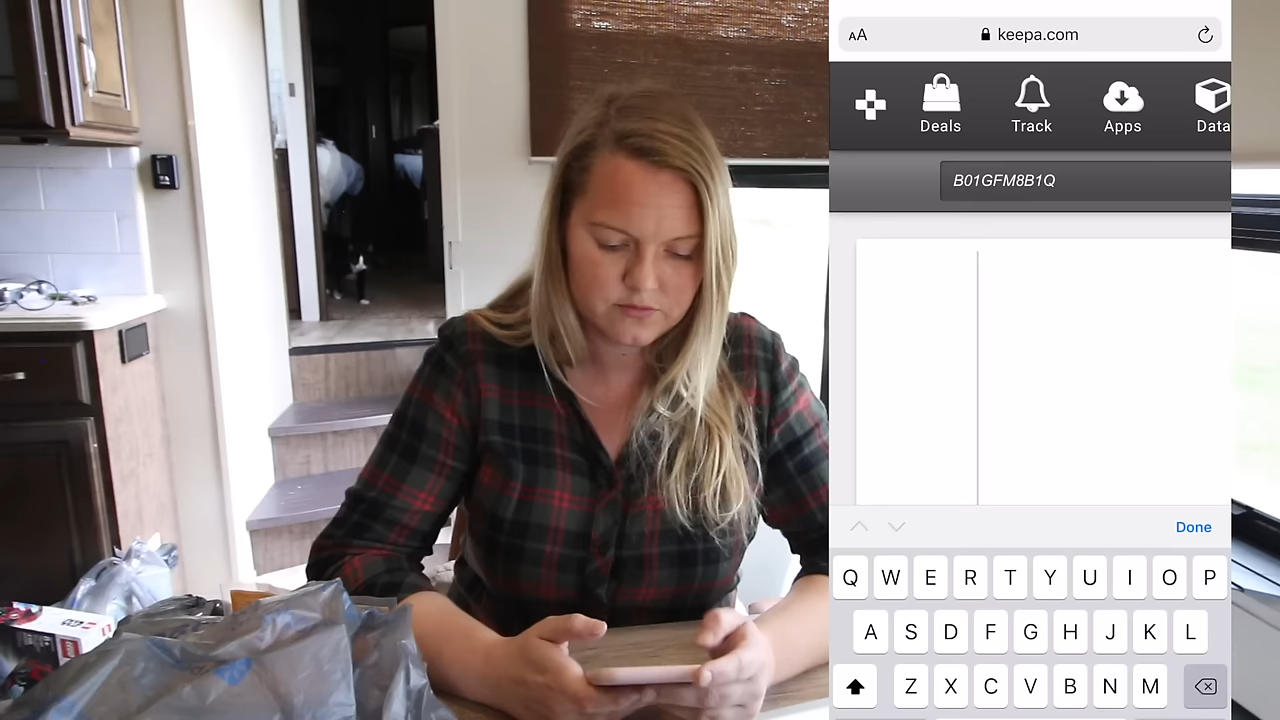 AA keepa.com
Deals Track Apps Data
B01GFM8B1Q
Done
Q W E R T Y U I O P
A S D F G H J K L
Z X C V B N M